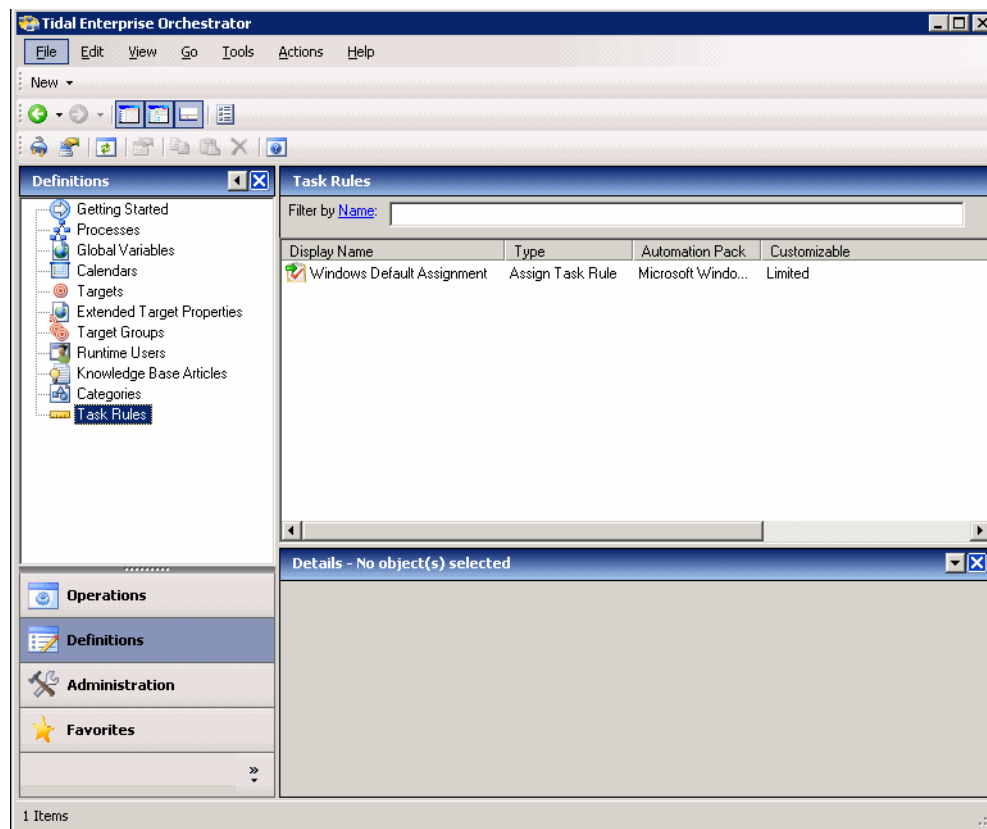 Tidal Enterprise Orchestrator
File Edit View Go Tools Actions Help
New
Definitions
Getting Started
Processes
Global Variables
Calendars
Targets
Extended Target Properties
Target Groups
Runtime Users
Knowledge Base Articles
Categories
Task Rules
Operations
Definitions
Administration
Favorites
Task Rules
Filter by Name:
Display Name Type Automation Pack Customizable
Windows Default Assignment Assign Task Rule Microsoft Windo... Limited
Details - No object(s) selected
1 Items